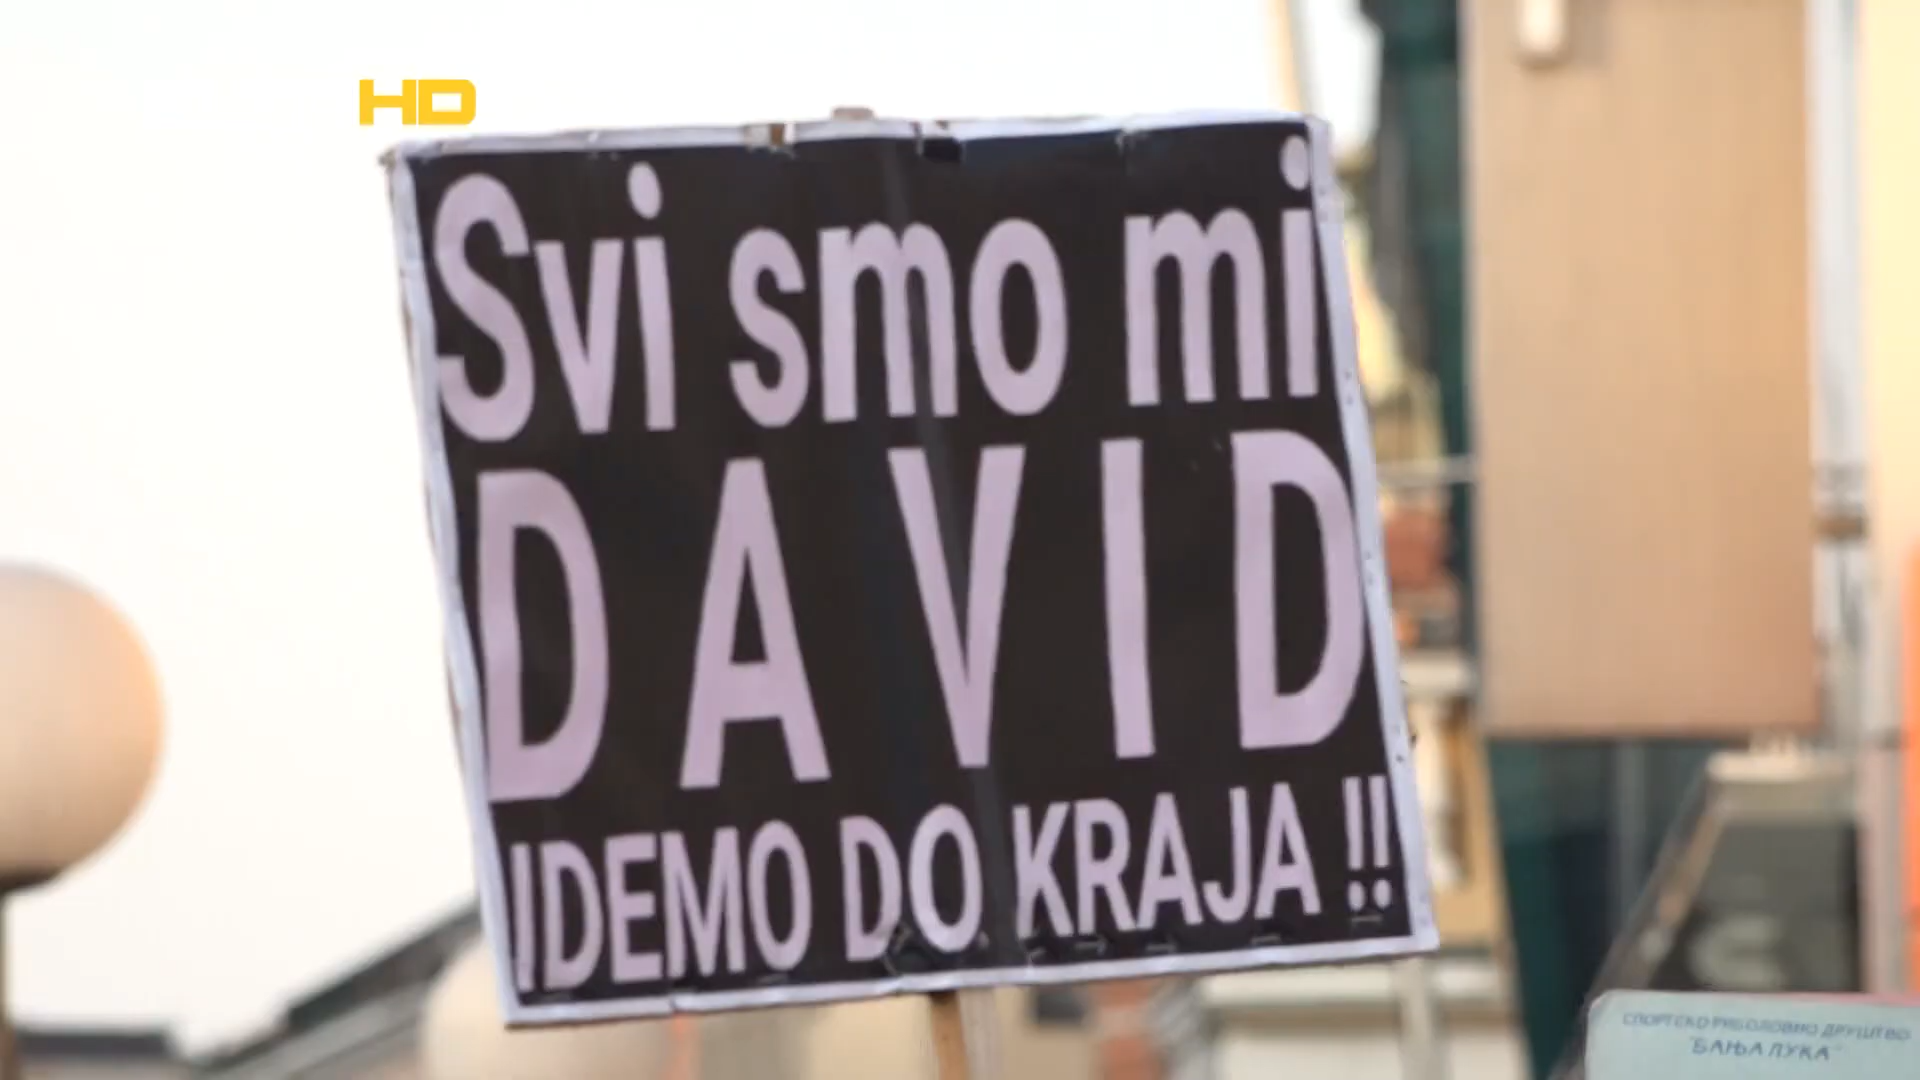 HD
Svi smo mi
DAVID
IDEMO DO KRAJA !!
СПОРТСКО РИБОЛОВНО ДРУШТВО
"БАЊА ЛУКА"